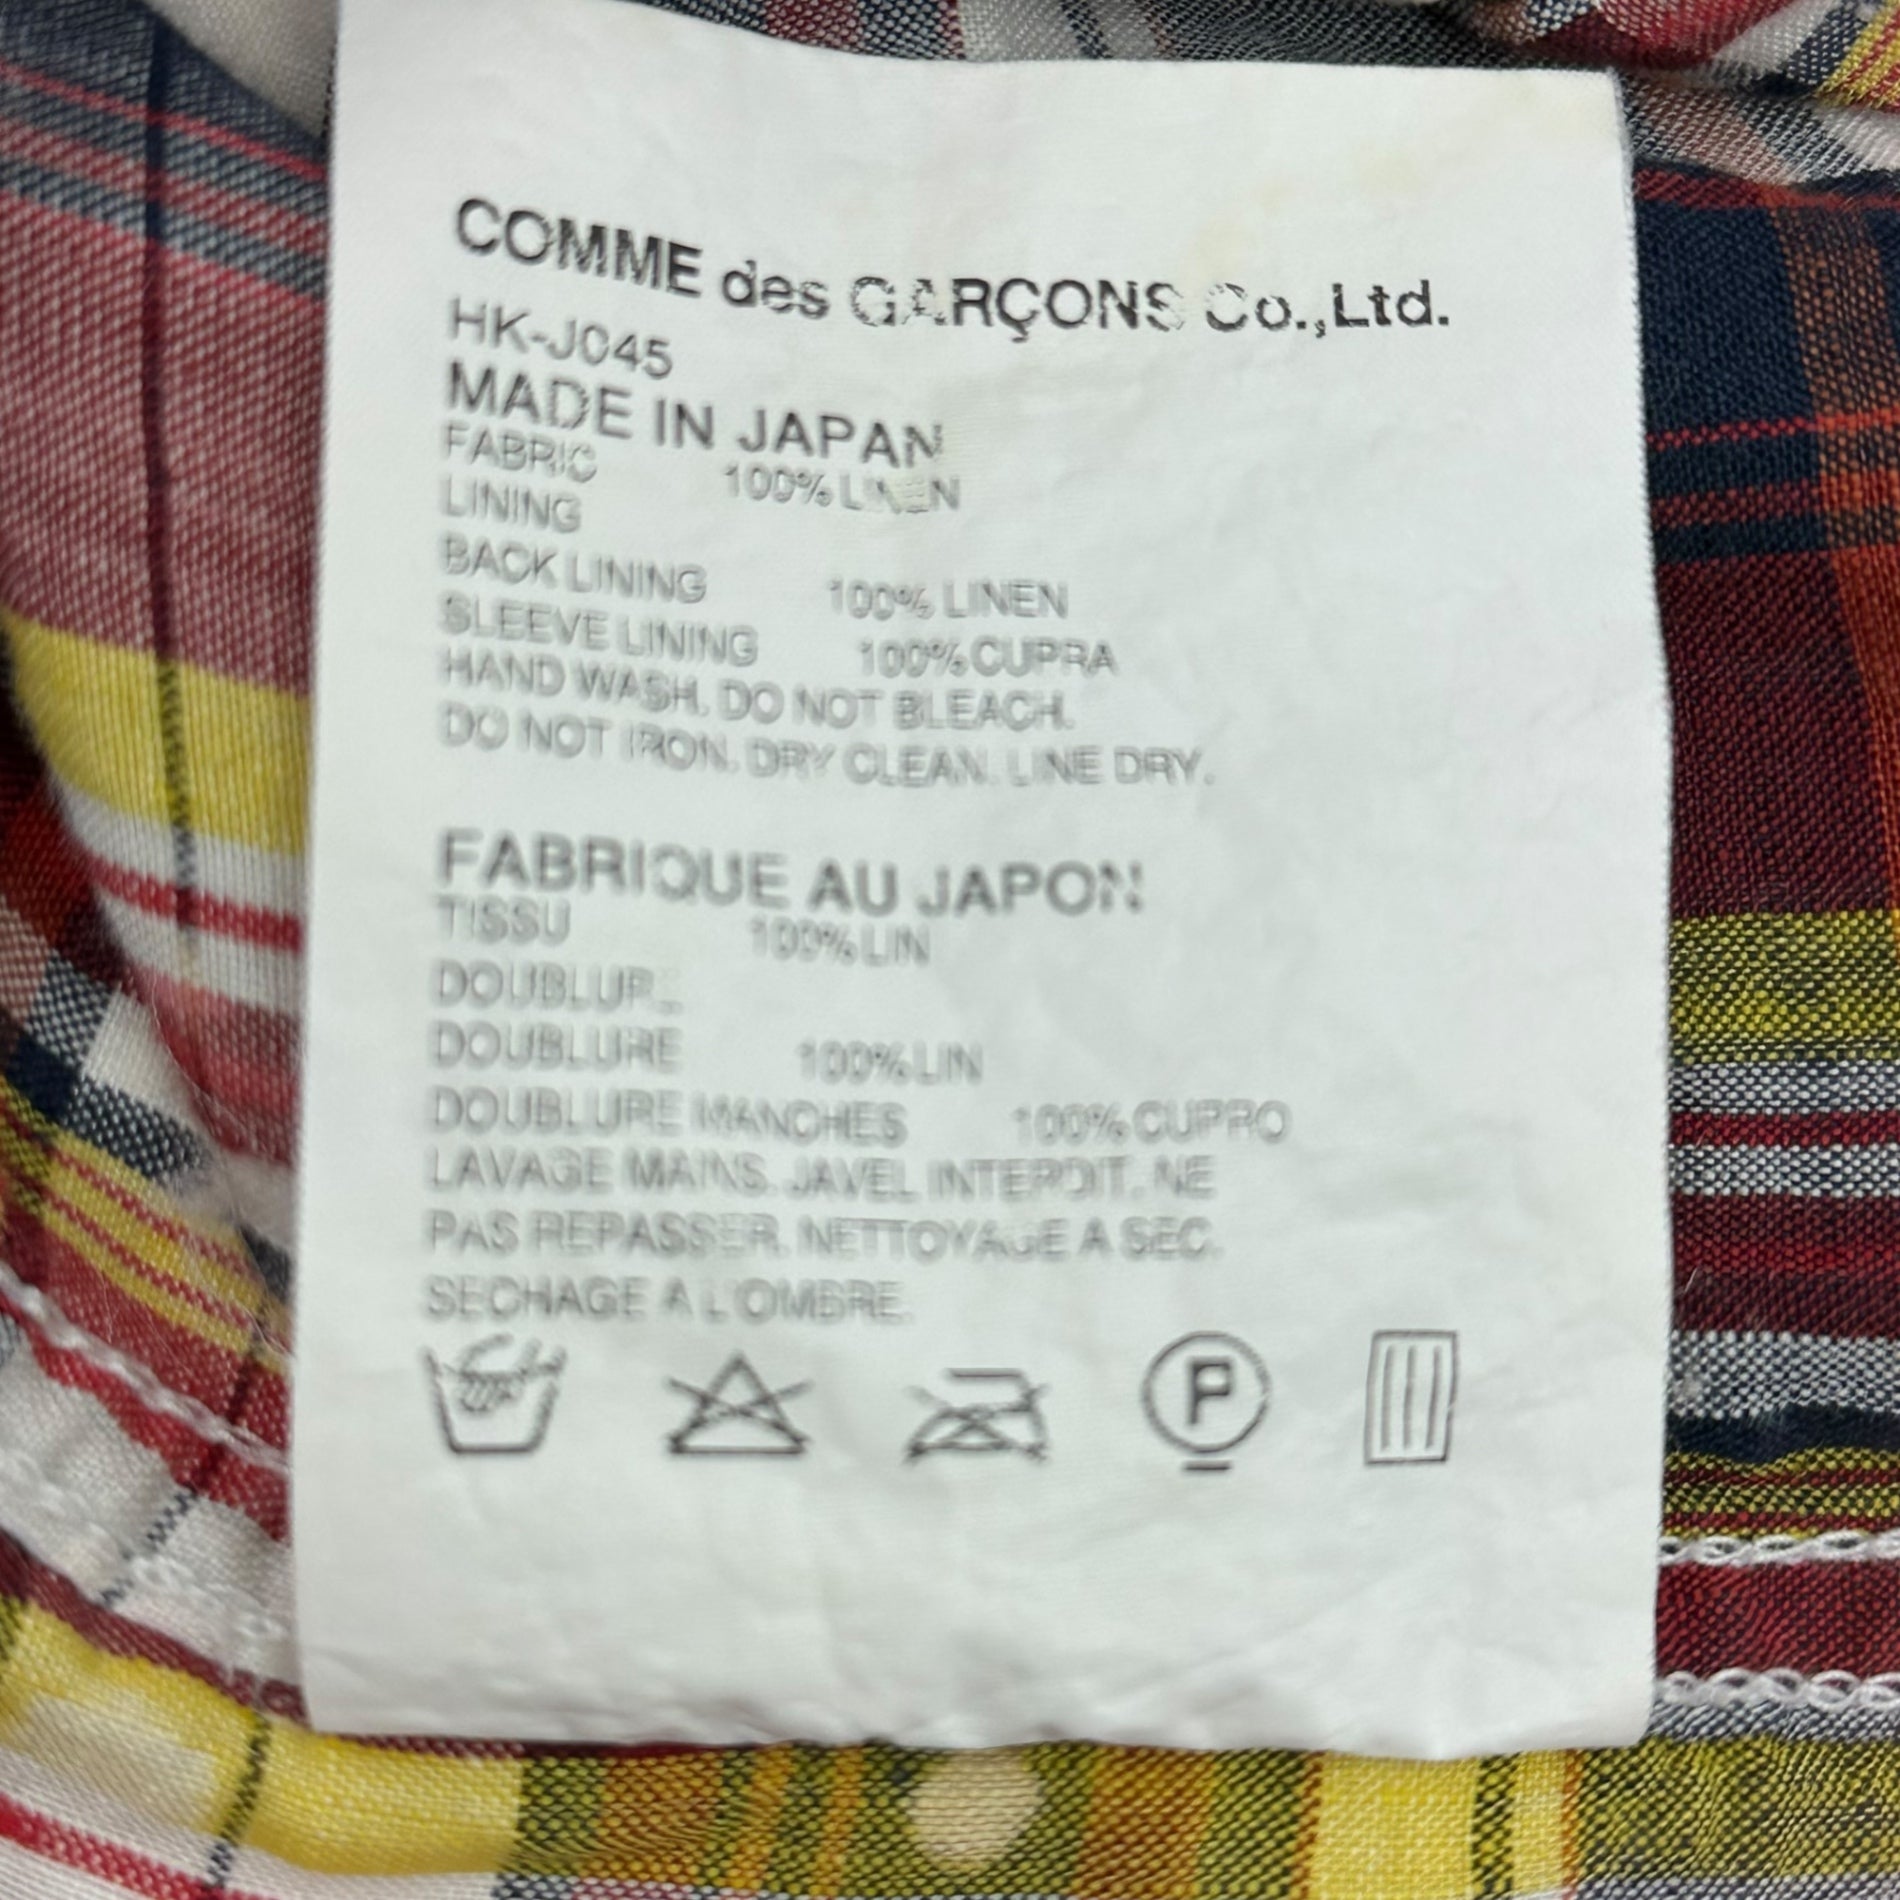 COMME des GARÇONS Co.,Ltd.
HK-J045
MADE IN JAPAN
FABRIC 100% LINEN
LINING
BACK LINING 100% LINEN
SLEEVE LINING 100% CUPRA
HAND WASH. DO NOT BLEACH.
DO NOT IRON. DRY CLEAN. LINE DRY.
FABRIQUE AU JAPON
TISSU 100% LIN
DOUBLURE
DOUBLURE 100% LIN
DOUBLURE MANCHES 100% CUPRO
LAVAGE MAINS. JAVEL INTERDIT. NE
PAS REPASSER. NETTOYAGE A SEC.
SECHAGE A L'OMBRE.
P